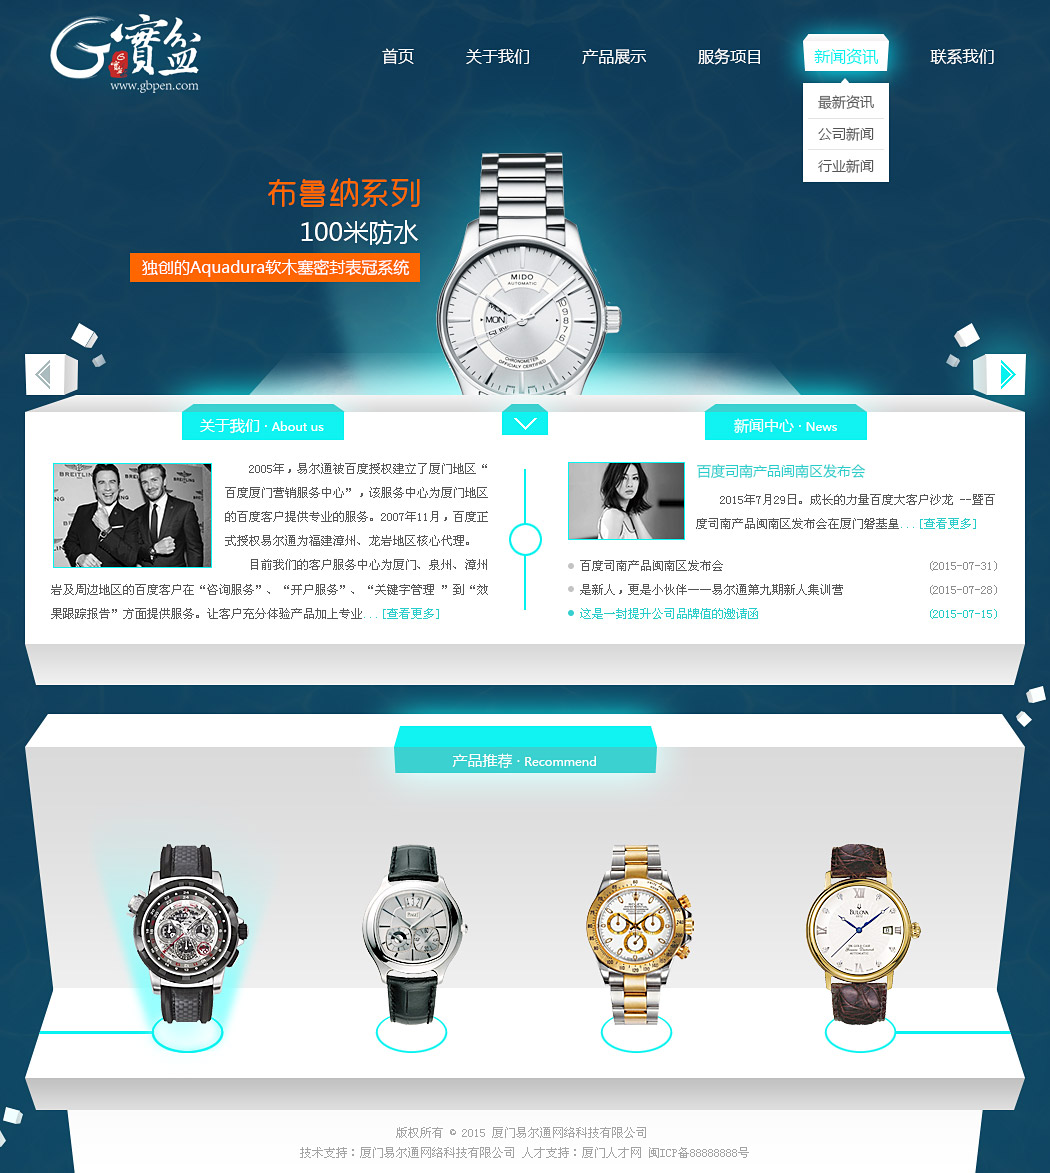 G寶盆
www.gbpen.com
首页 关于我们 产品展示 服务项目 新闻资讯 联系我们
最新资讯
公司新闻
行业新闻
布鲁纳系列
100米防水
独创的Aquadura软木塞密封表冠系统
MIDO
AUTOMATIC
MON
CHRONOMETER
OFFICIALLY CERTIFIED
关于我们 · About us
2005年，易尔通被百度授权建立了厦门地区“
百度厦门营销服务中心”，该服务中心为厦门地区
的百度客户提供专业的服务。2007年11月，百度正
式授权易尔通为福建漳州、龙岩地区核心代理。
目前我们的客户服务中心为厦门、泉州、漳州
岩及周边地区的百度客户在“咨询服务”、“开户服务”、“关键字管理 ”到“效
果跟踪报告”方面提供服务。让客户充分体验产品加上专业...[查看更多]
BREITLING
新闻中心 · News
百度司南产品闽南区发布会
2015年7月29日。成长的力量百度大客户沙龙 --暨百
度司南产品闽南区发布会在厦门磐基皇...[查看更多]
百度司南产品闽南区发布会 (2015-07-31)
是新人，更是小伙伴——易尔通第九期新人集训营 (2015-07-28)
这是一封提升公司品牌值的邀请函 (2015-07-15)
产品推荐 · Recommend
PIAGET
BULOVA
版权所有 © 2015 厦门易尔通网络科技有限公司
技术支持：厦门易尔通网络科技有限公司 人才支持：厦门人才网 闽ICP备88888888号